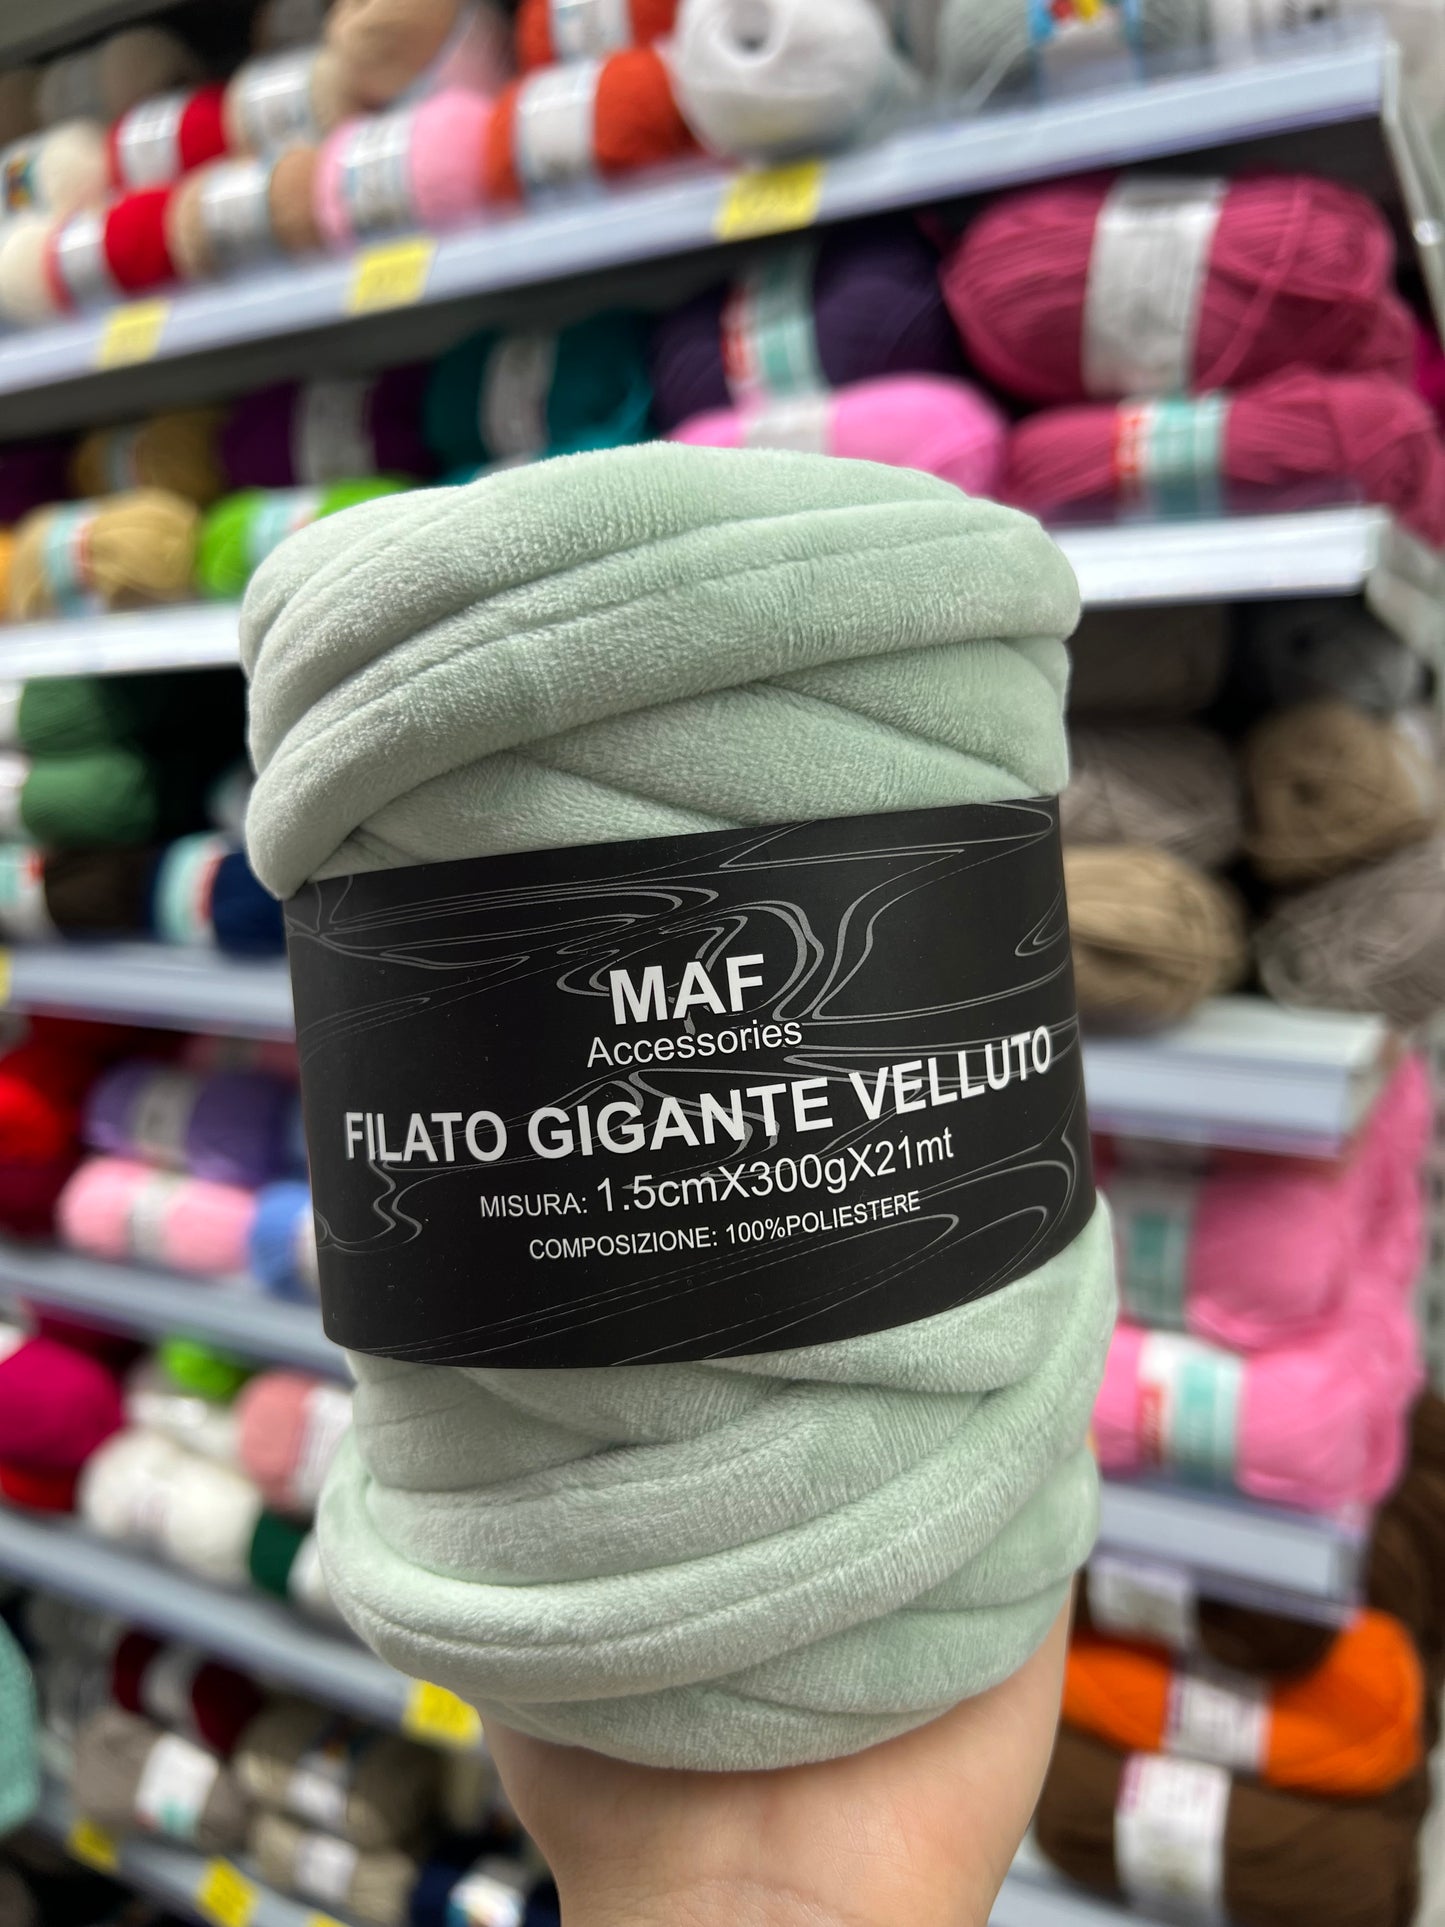 MAF
Accessories
FILATO GIGANTE VELLUTO
MISURA: 1.5cmX300gX21mt
COMPOSIZIONE: 100%POLIESTERE